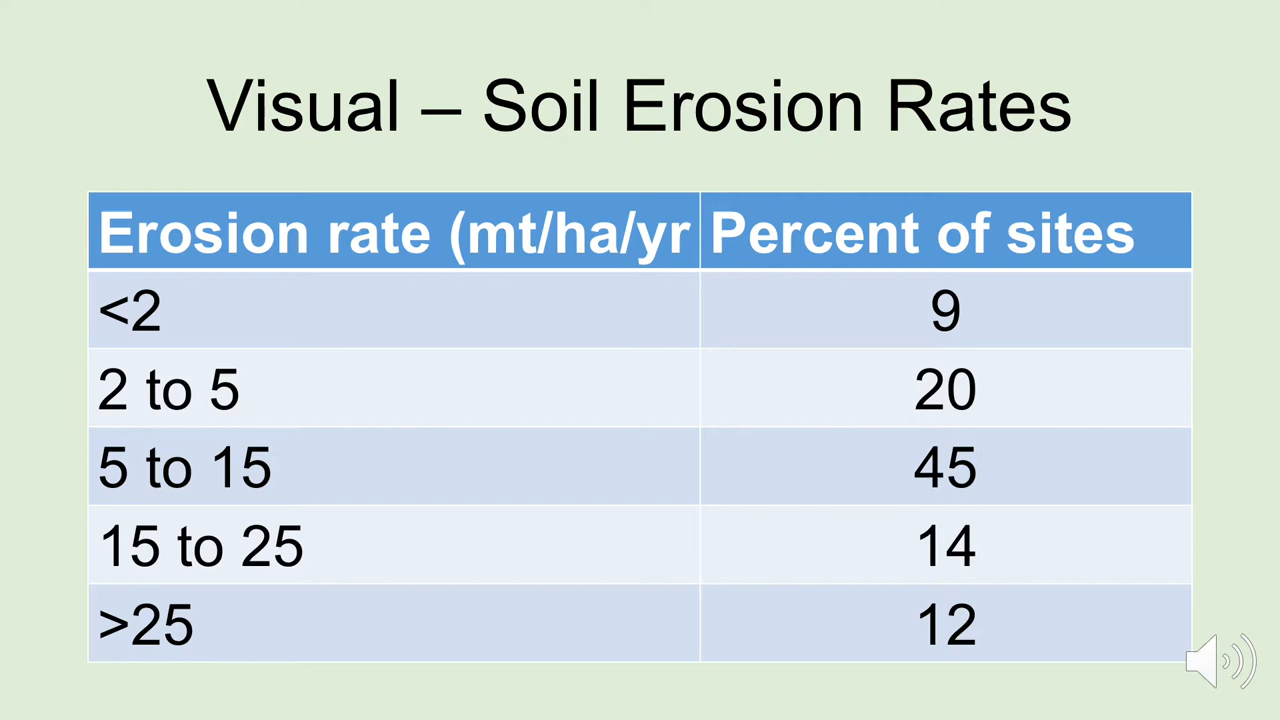 Visual – Soil Erosion Rates
Erosion rate (mt/ha/yr Percent of sites
<2 9
2 to 5 20
5 to 15 45
15 to 25 14
>25 12